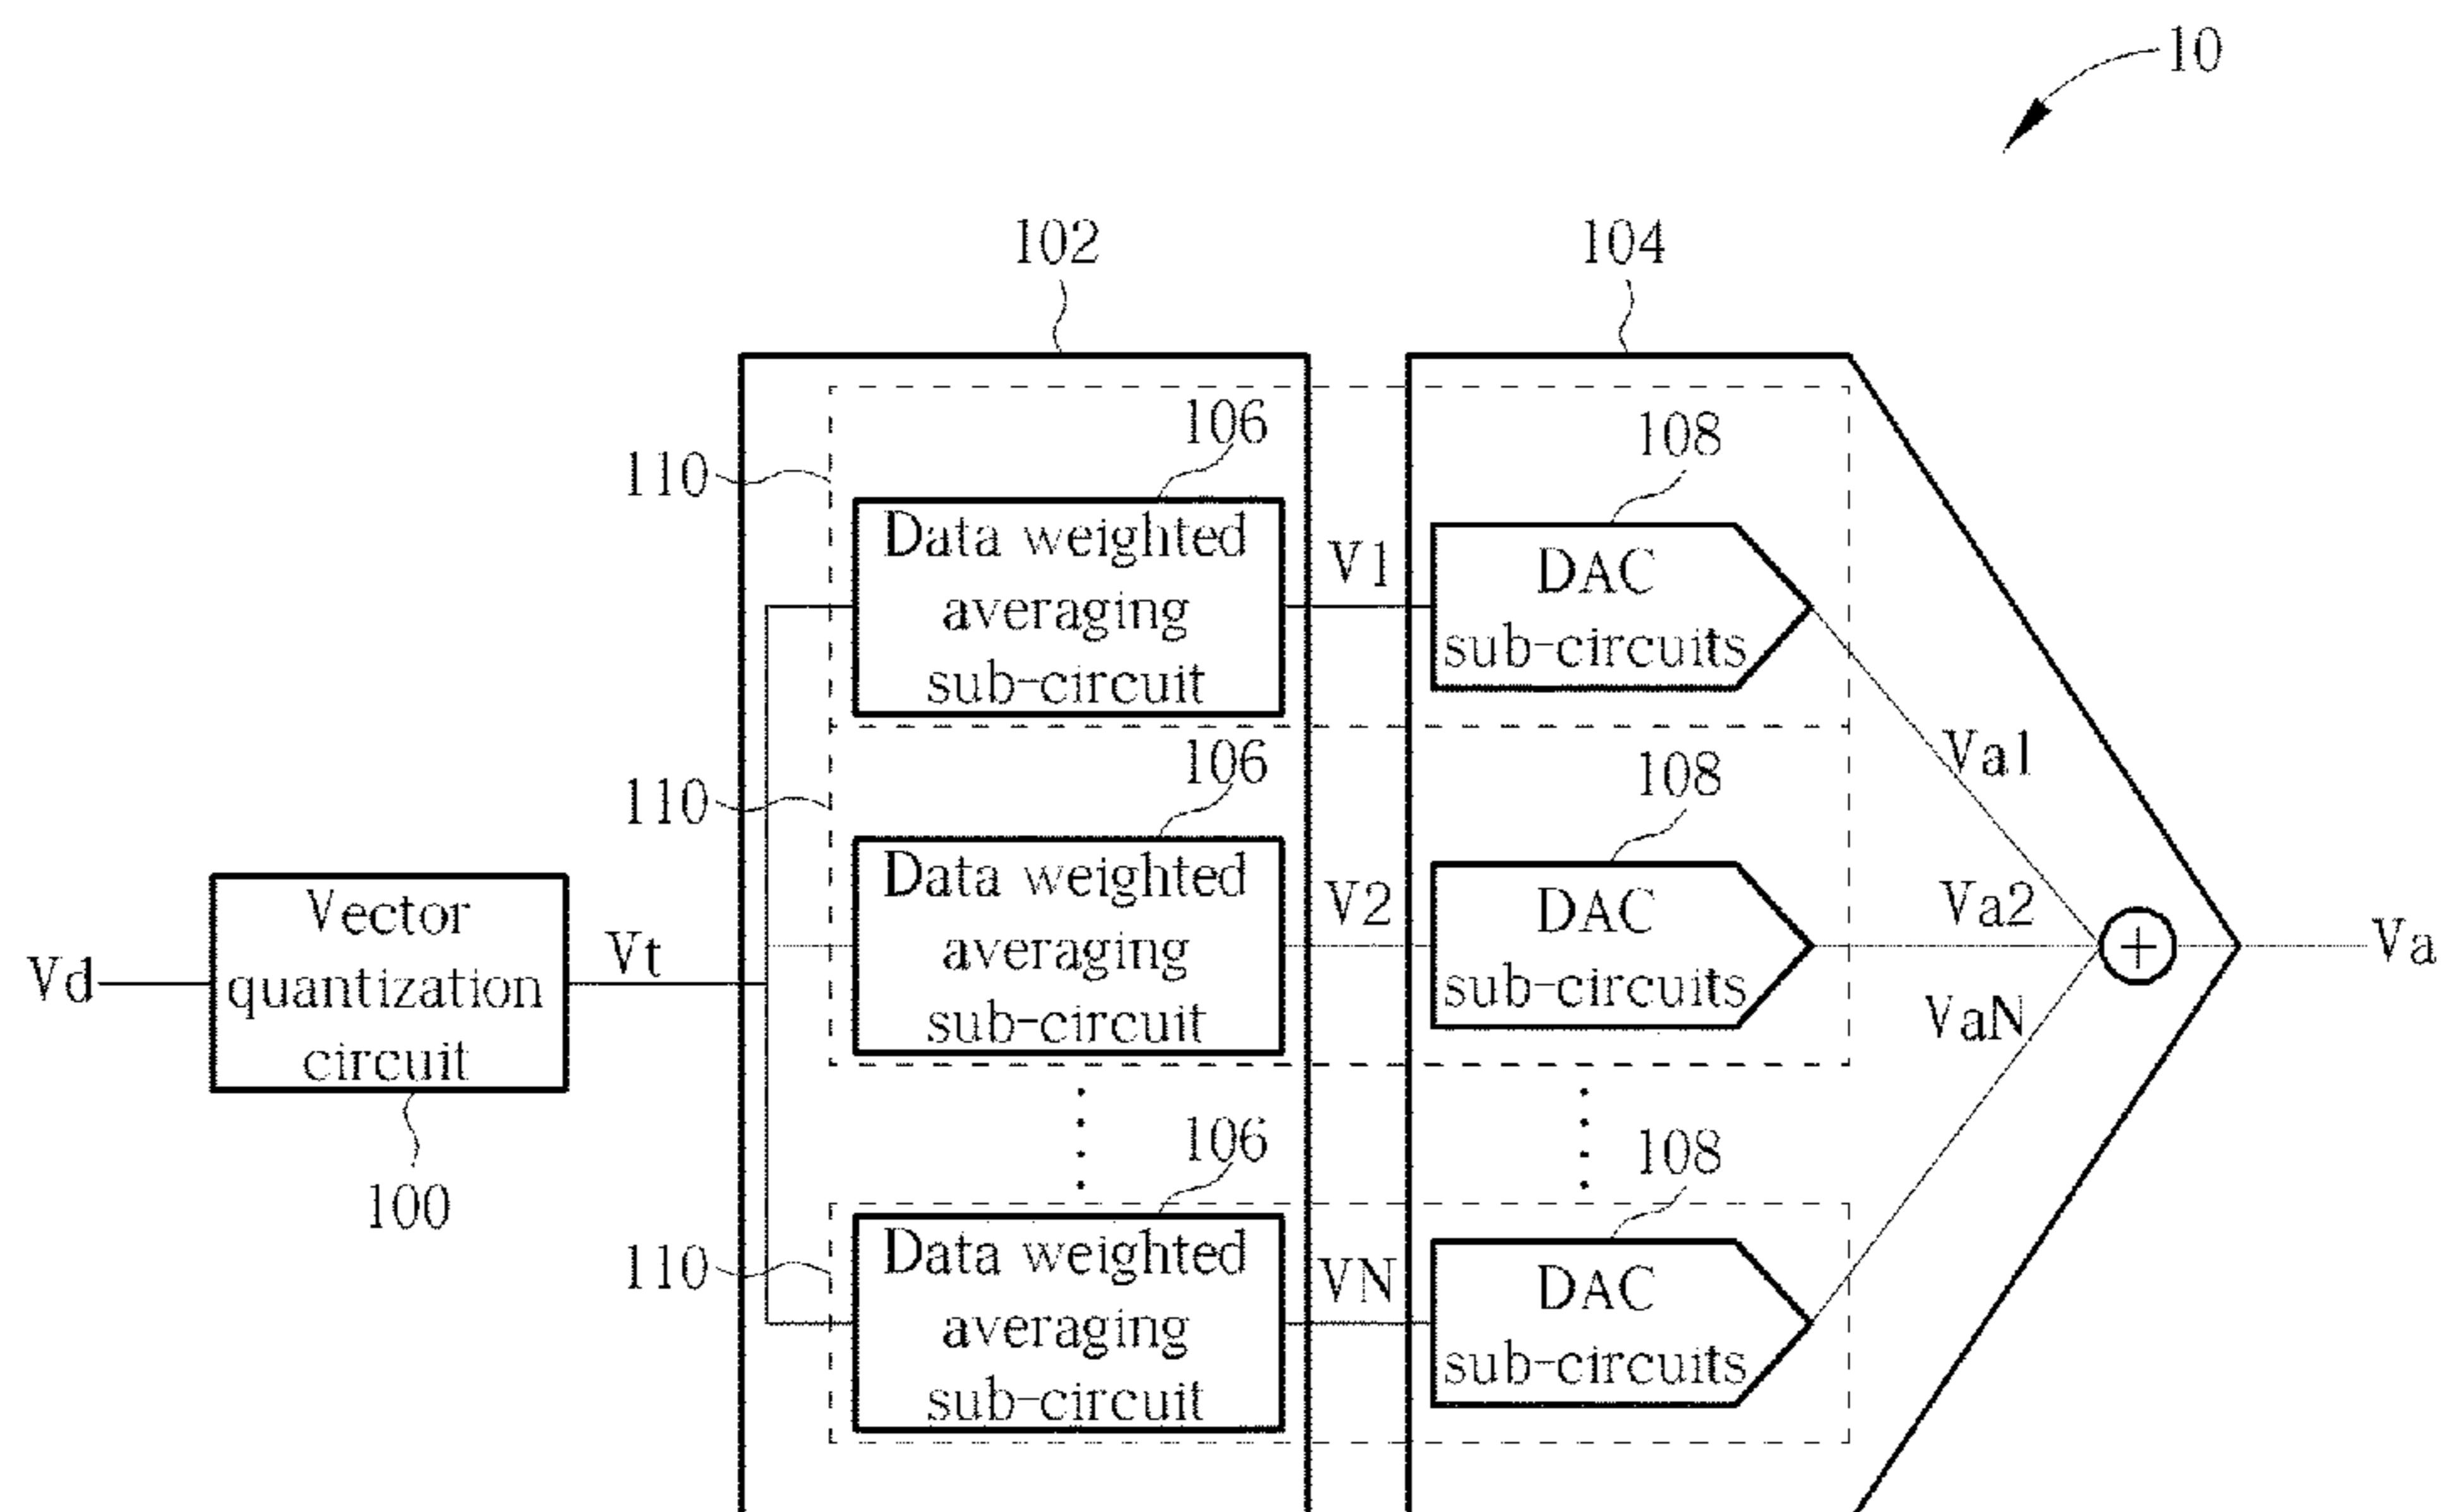 10
102
104
106
108
110
Data weighted
averaging
sub-circuit
V1
DAC
sub-circuits
Va1
106
108
110
Data weighted
averaging
sub-circuit
V2
DAC
sub-circuits
Va2
Va
VaN
Vd
Vector
quantization
circuit
100
Vt
106
108
110
Data weighted
averaging
sub-circuit
VN
DAC
sub-circuits